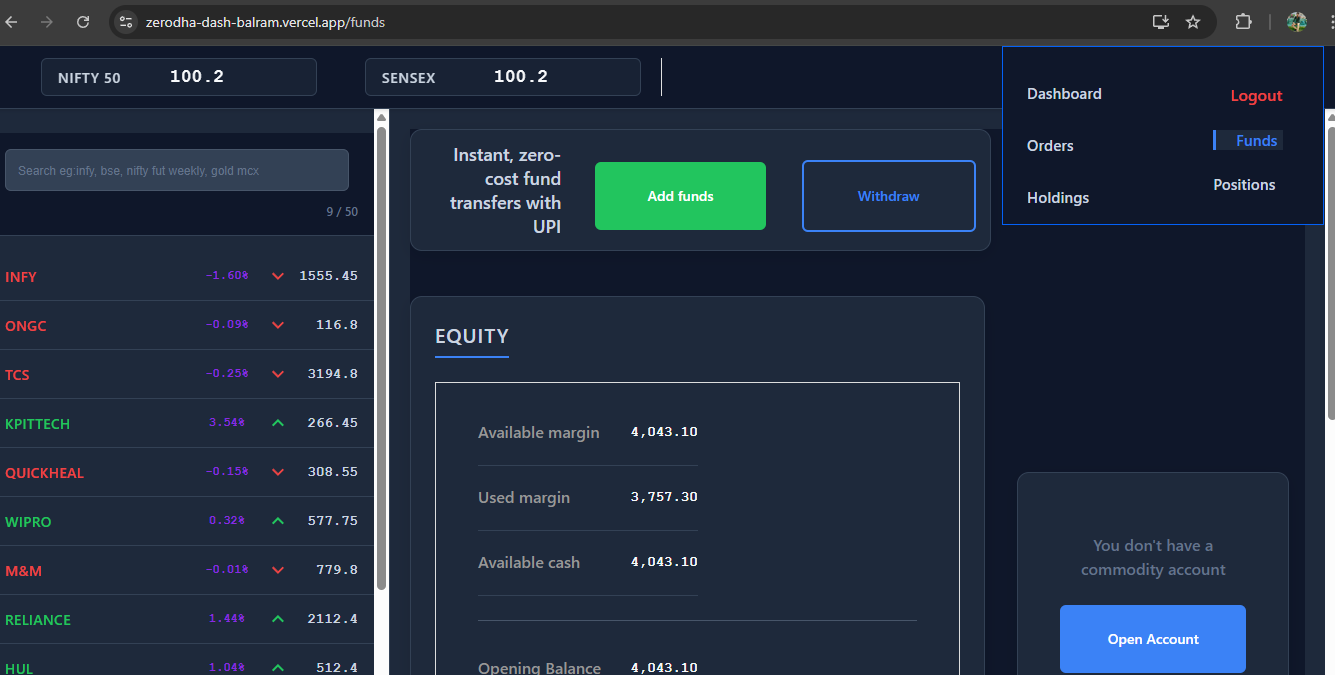 zerodha-dash-balram.vercel.app/funds
NIFTY 50 100.2
SENSEX 100.2
Dashboard
Logout
Orders
Funds
Holdings
Positions
Search eg:infy, bse, nifty fut weekly, gold mcx
9 / 50
INFY -1.60% 1555.45
ONGC -0.09% 116.8
TCS -0.25% 3194.8
KPITTECH 3.54% 266.45
QUICKHEAL -0.15% 308.55
WIPRO 0.32% 577.75
M&M -0.01% 779.8
RELIANCE 1.44% 2112.4
HUL 1.04% 512.4
Instant, zero-
cost fund
transfers with
UPI
Add funds
Withdraw
EQUITY
Available margin 4,043.10
Used margin 3,757.30
Available cash 4,043.10
Opening Balance 4,043.10
You don't have a
commodity account
Open Account